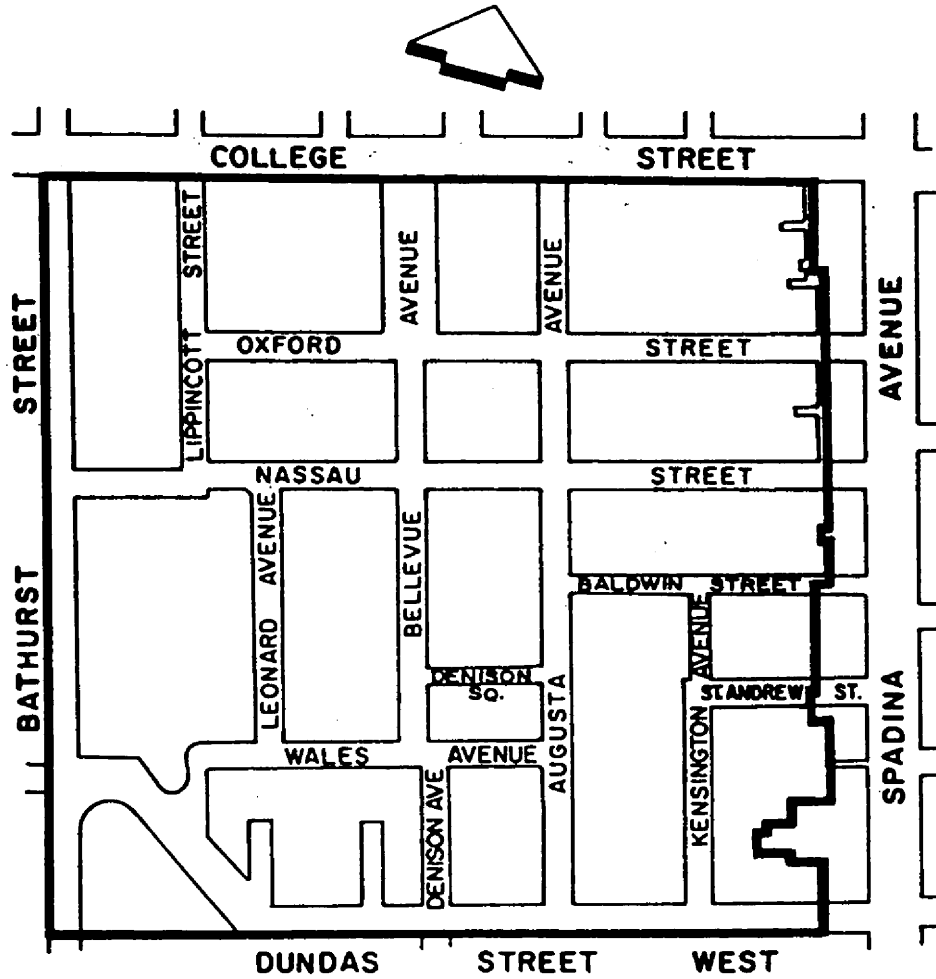 COLLEGE STREET
STREET
AVENUE
AVENUE
AVENUE
STREET
OXFORD STREET
LIPPINCOTT
NASSAU STREET
AVENUE
BELLEVUE
BALDWIN STREET
AVENUE
BATHURST
LEONARD
DENISON
SQ.
ST. ANDREW ST.
AUGUSTA
SPADINA
KENSINGTON
WALES AVENUE
DENISON AVE
DUNDAS STREET WEST